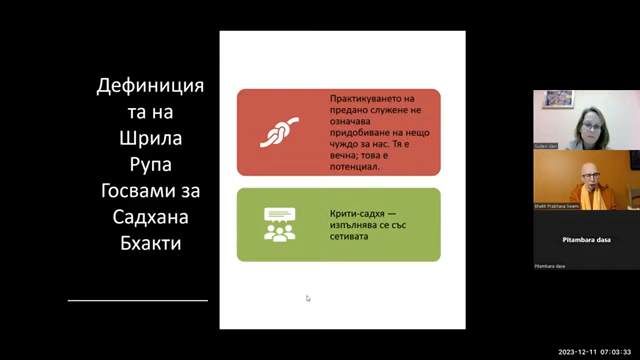 Дефиниция
та на
Шрила
Рупа
Госвами за
Садхана
Бхакти
Практикуването на
предано служене не
означава
придобиване на нещо
чуждо за нас. Тя е
вечна; това е
потенциал.
Крити-садхя —
изпълнява се със
сетивата
Bhakti Prabhava Swami
Pitambara dasa
Pitambara dasa
2023-12-11 07:03:33